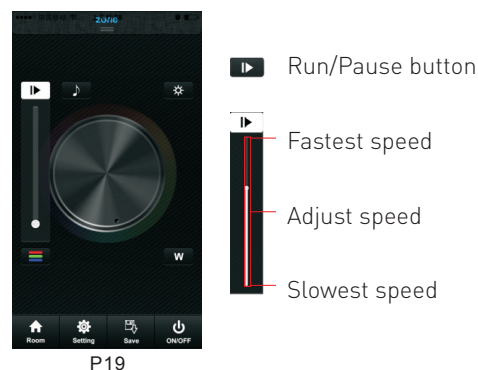 Run/Pause button
Fastest speed
Adjust speed
Slowest speed
W
Room
Setting
Save
ON/OFF
P19